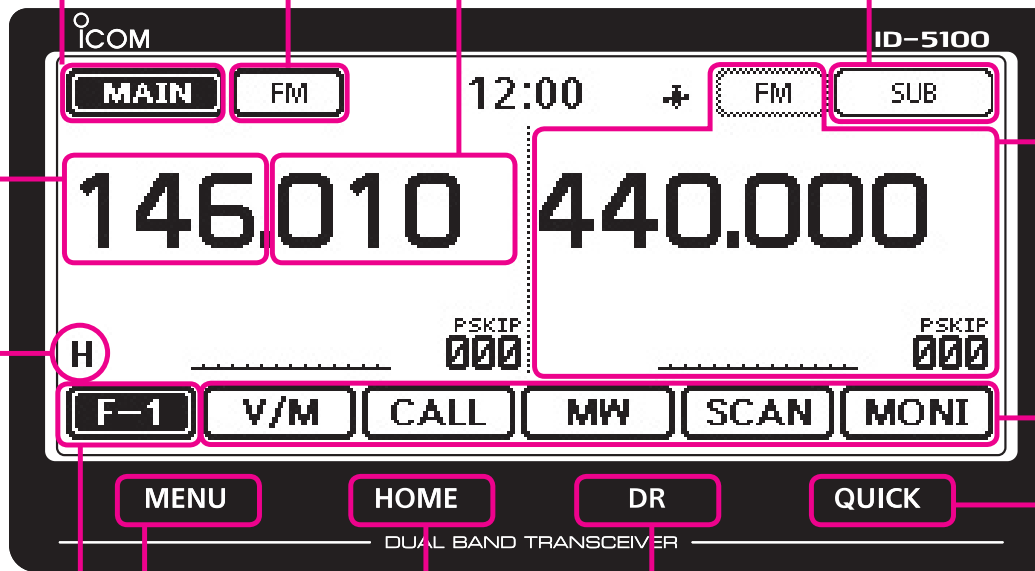 ICOM ID-5100
MAIN FM 12:00 FM SUB
146.010 440.000
PSKIP PSKIP
H 000 000
F-1 V/M CALL MW SCAN MONI
MENU HOME DR QUICK
DUAL BAND TRANSCEIVER